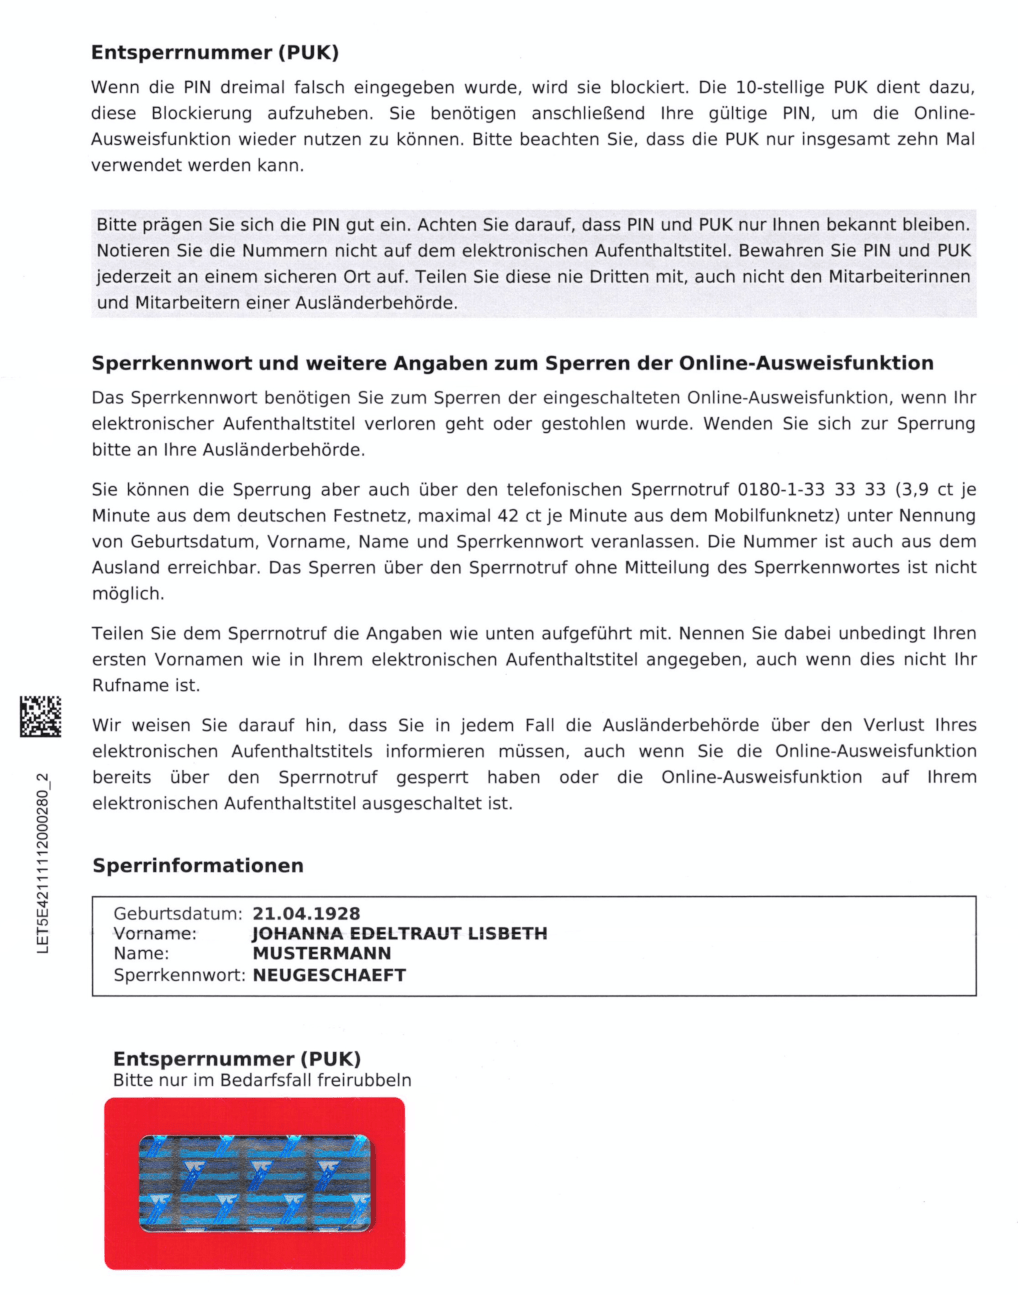 Entsperrnummer (PUK)
Wenn die PIN dreimal falsch eingegeben wurde, wird sie blockiert. Die 10-stellige PUK dient dazu,
diese Blockierung aufzuheben. Sie benötigen anschließend Ihre gültige PIN, um die Online-
Ausweisfunktion wieder nutzen zu können. Bitte beachten Sie, dass die PUK nur insgesamt zehn Mal
verwendet werden kann.
Bitte prägen Sie sich die PIN gut ein. Achten Sie darauf, dass PIN und PUK nur Ihnen bekannt bleiben.
Notieren Sie die Nummern nicht auf dem elektronischen Aufenthaltstitel. Bewahren Sie PIN und PUK
jederzeit an einem sicheren Ort auf. Teilen Sie diese nie Dritten mit, auch nicht den Mitarbeiterinnen
und Mitarbeitern einer Ausländerbehörde.
Sperrkennwort und weitere Angaben zum Sperren der Online-Ausweisfunktion
Das Sperrkennwort benötigen Sie zum Sperren der eingeschalteten Online-Ausweisfunktion, wenn Ihr
elektronischer Aufenthaltstitel verloren geht oder gestohlen wurde. Wenden Sie sich zur Sperrung
bitte an Ihre Ausländerbehörde.
Sie können die Sperrung aber auch über den telefonischen Sperrnotruf 0180-1-33 33 33 (3,9 ct je
Minute aus dem deutschen Festnetz, maximal 42 ct je Minute aus dem Mobilfunknetz) unter Nennung
von Geburtsdatum, Vorname, Name und Sperrkennwort veranlassen. Die Nummer ist auch aus dem
Ausland erreichbar. Das Sperren über den Sperrnotruf ohne Mitteilung des Sperrkennwortes ist nicht
möglich.
Teilen Sie dem Sperrnotruf die Angaben wie unten aufgeführt mit. Nennen Sie dabei unbedingt Ihren
ersten Vornamen wie in Ihrem elektronischen Aufenthaltstitel angegeben, auch wenn dies nicht Ihr
Rufname ist.
Wir weisen Sie darauf hin, dass Sie in jedem Fall die Ausländerbehörde über den Verlust Ihres
elektronischen Aufenthaltstitels informieren müssen, auch wenn Sie die Online-Ausweisfunktion
bereits über den Sperrnotruf gesperrt haben oder die Online-Ausweisfunktion auf Ihrem
elektronischen Aufenthaltstitel ausgeschaltet ist.
LET5E42111112000280_2
Sperrinformationen
Geburtsdatum: 21.04.1928
Vorname: JOHANNA EDELTRAUT LISBETH
Name: MUSTERMANN
Sperrkennwort: NEUGESCHAEFT
Entsperrnummer (PUK)
Bitte nur im Bedarfsfall freirubbeln